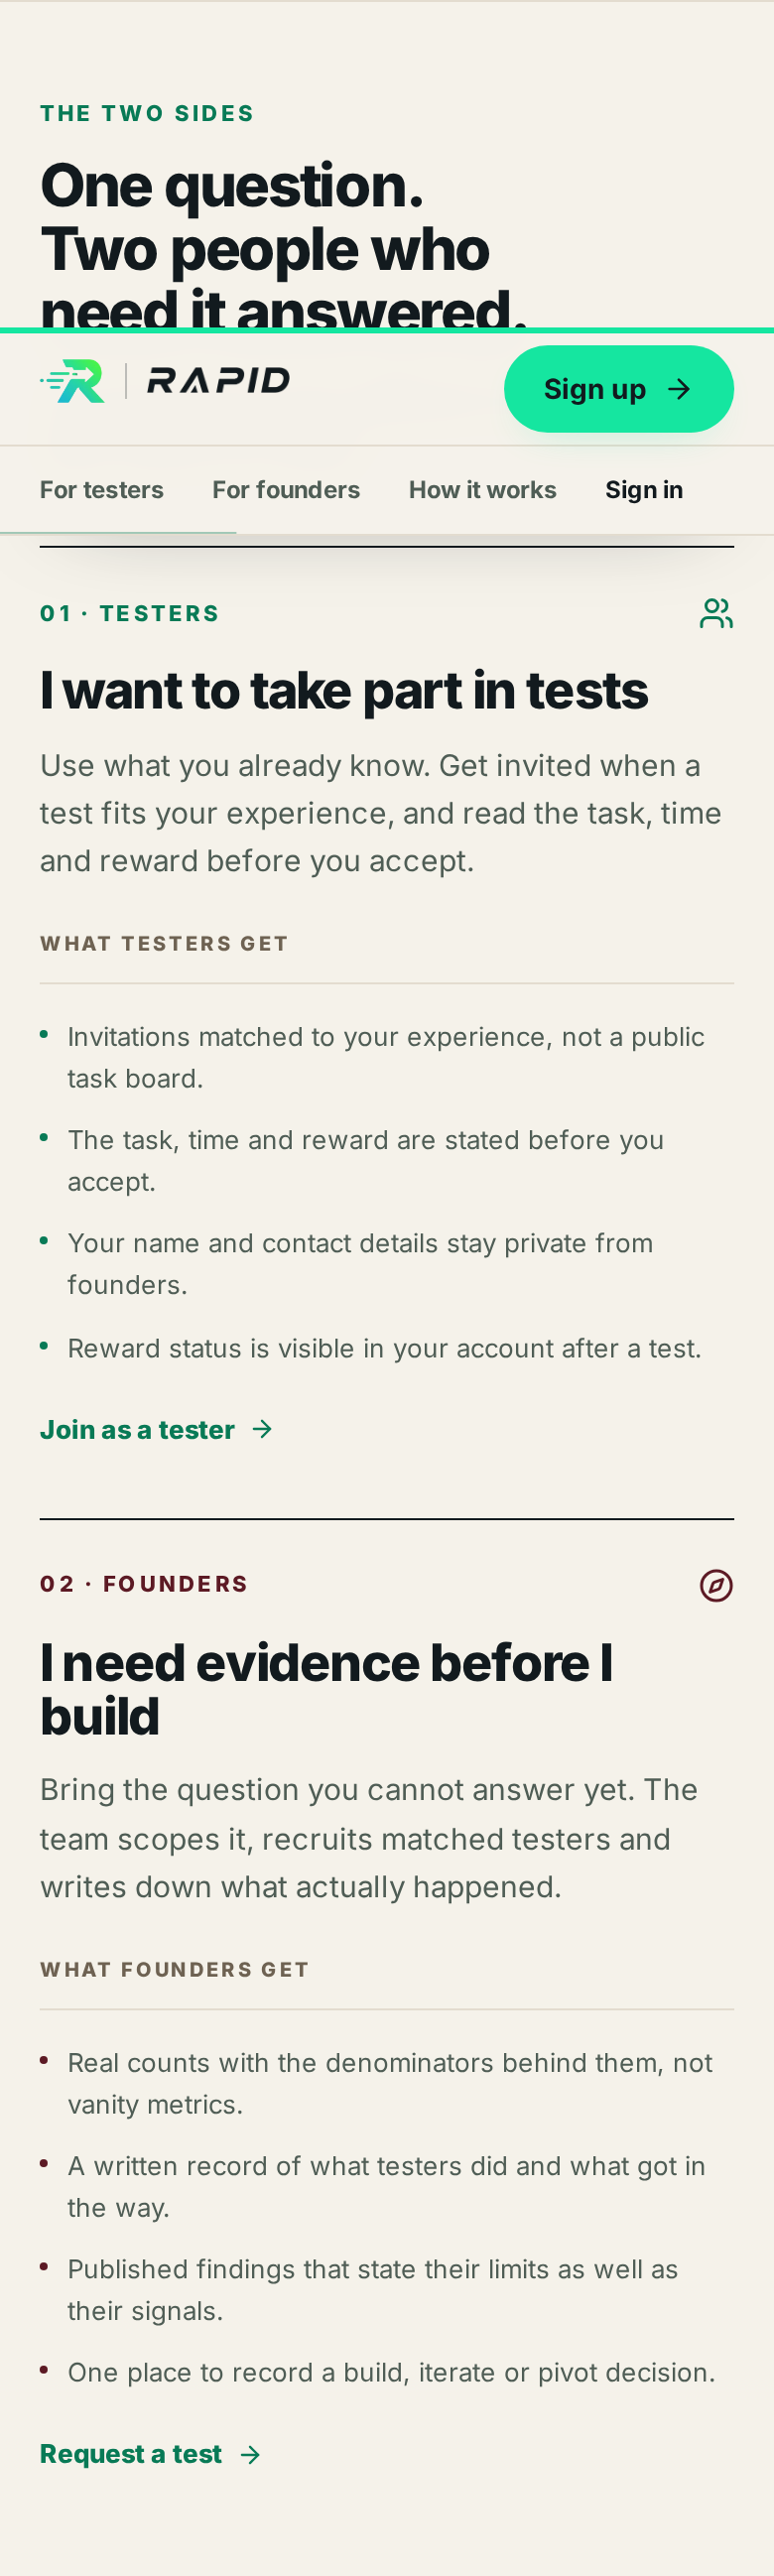 THE TWO SIDES
One question.
Two people who
need it answered.
RAPID
Sign up
For testers For founders How it works Sign in
01 · TESTERS
I want to take part in tests
Use what you already know. Get invited when a
test fits your experience, and read the task, time
and reward before you accept.
WHAT TESTERS GET
Invitations matched to your experience, not a public
task board.
The task, time and reward are stated before you
accept.
Your name and contact details stay private from
founders.
Reward status is visible in your account after a test.
Join as a tester
02 · FOUNDERS
I need evidence before I
build
Bring the question you cannot answer yet. The
team scopes it, recruits matched testers and
writes down what actually happened.
WHAT FOUNDERS GET
Real counts with the denominators behind them, not
vanity metrics.
A written record of what testers did and what got in
the way.
Published findings that state their limits as well as
their signals.
One place to record a build, iterate or pivot decision.
Request a test